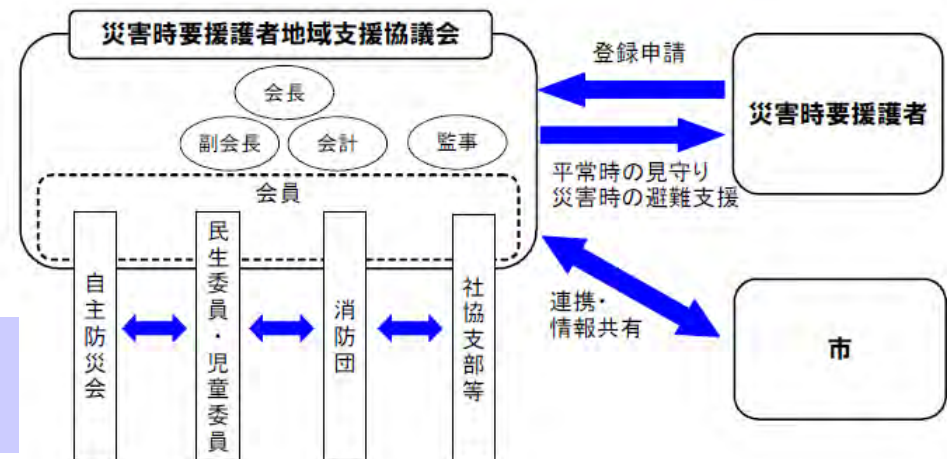 災害時要援護者地域支援協議会
会長
副会長
会計
監事
会員
自主防災会
民生委員・児童委員
消防団
社協支部等
登録申請
平常時の見守り
災害時の避難支援
連携・
情報共有
災害時要援護者
市